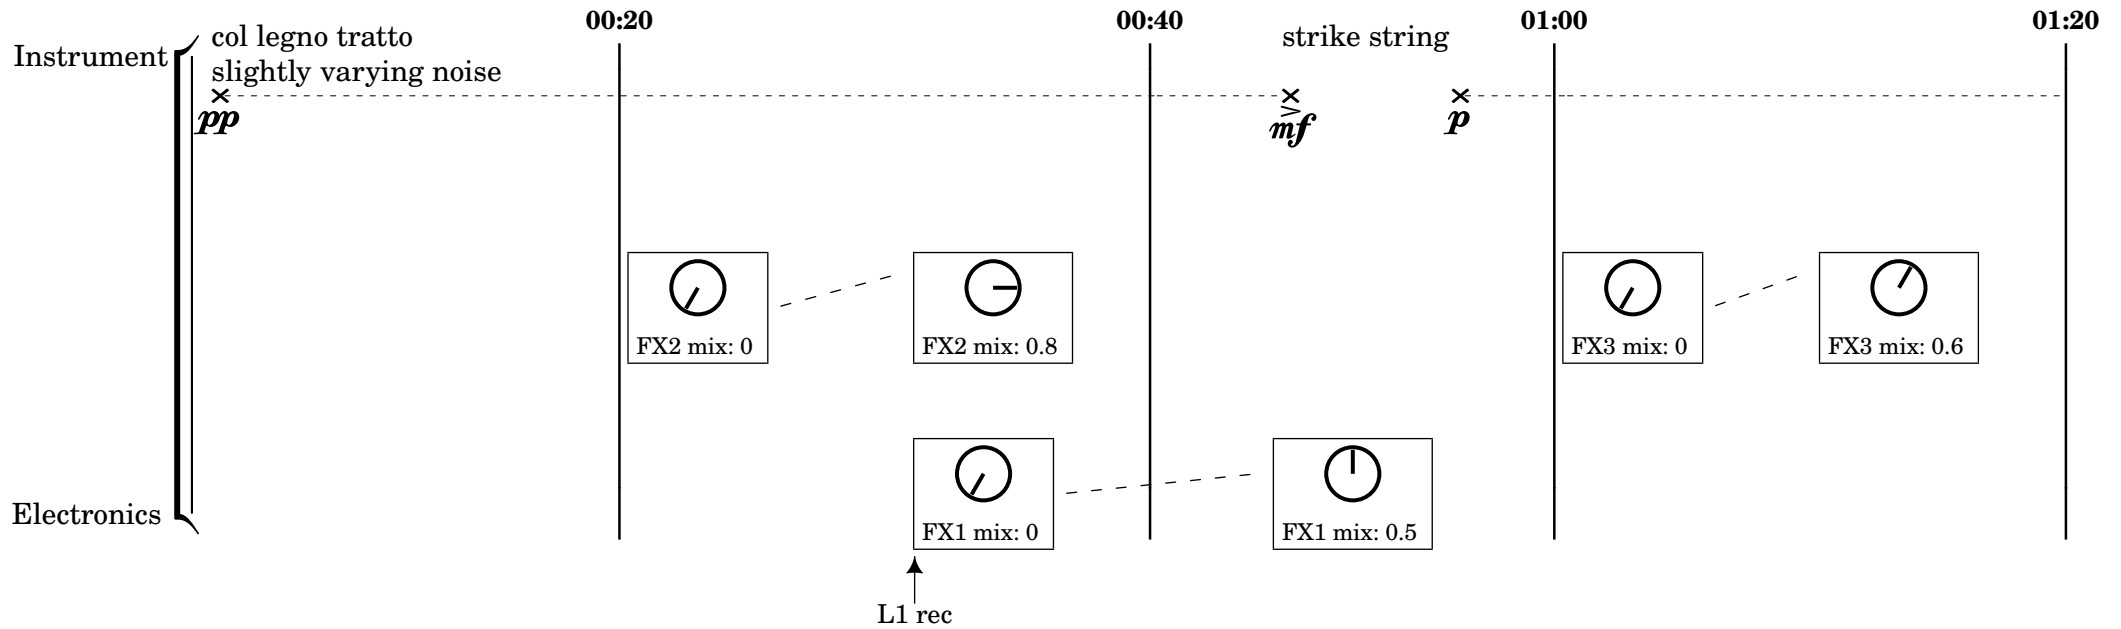 00:20 00:40 01:00 01:20
Instrument
col legno tratto
slightly varying noise
strike string
pp mf p
FX2 mix: 0 FX2 mix: 0.8 FX3 mix: 0 FX3 mix: 0.6
Electronics
FX1 mix: 0 FX1 mix: 0.5
L1 rec